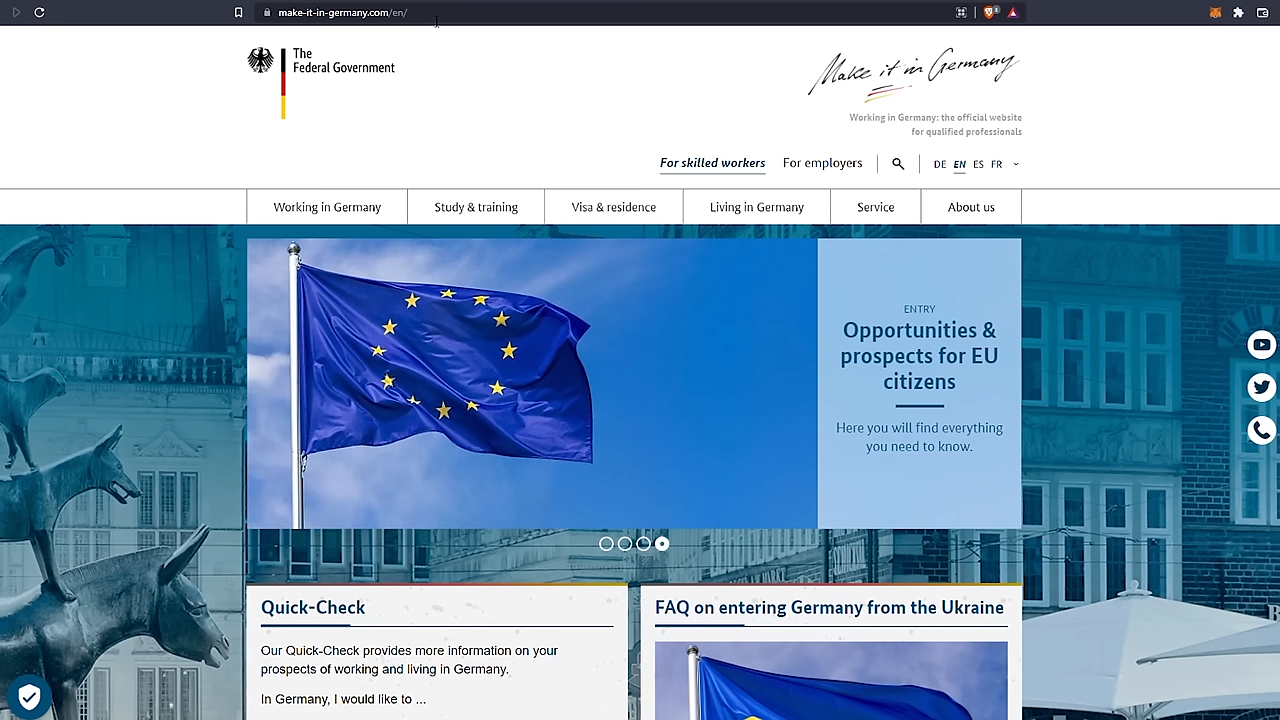 make-it-in-germany.com/en/
The
Federal Government
Make it in Germany
Working in Germany: the official website
for qualified professionals
For skilled workers
For employers
DE EN ES FR
Working in Germany
Study & training
Visa & residence
Living in Germany
Service
About us
ENTRY
Opportunities &
prospects for EU
citizens
Here you will find everything
you need to know.
Quick-Check
Our Quick-Check provides more information on your
prospects of working and living in Germany.
In Germany, I would like to ...
FAQ on entering Germany from the Ukraine